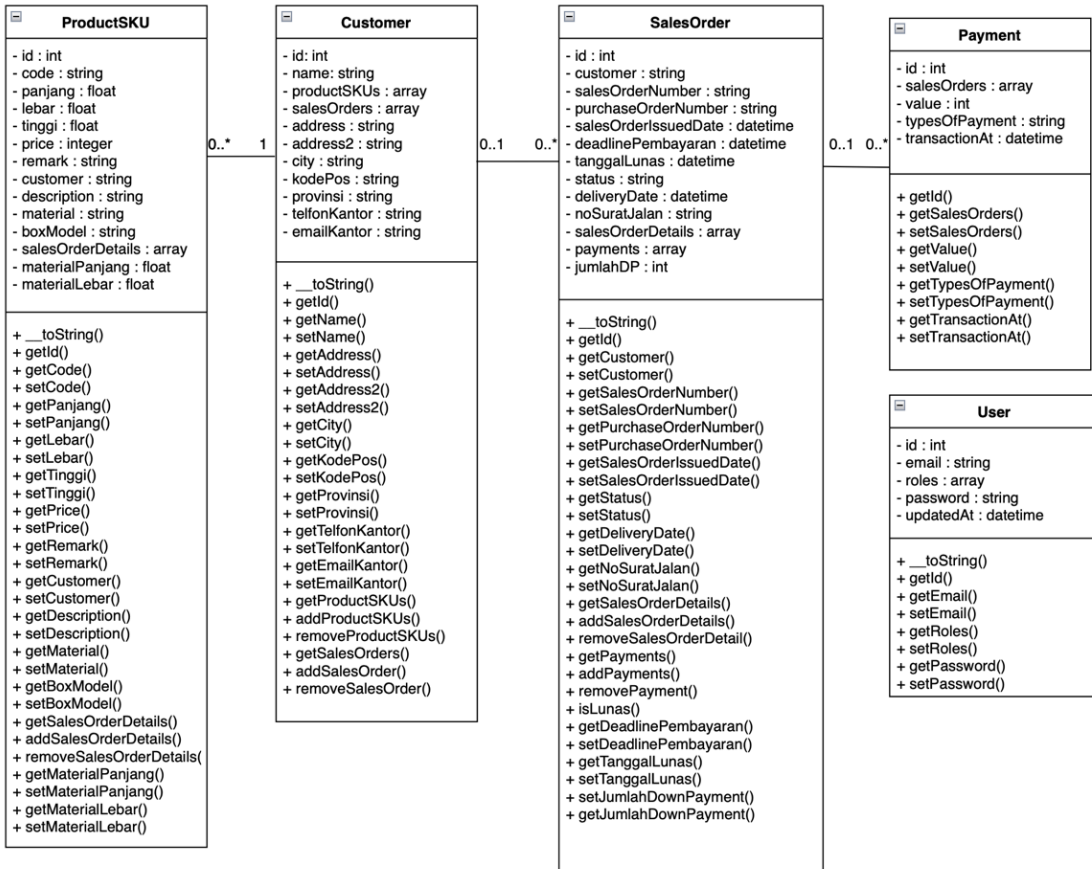 ProductSKU
- id : int
- code : string
- panjang : float
- lebar : float
- tinggi : float
- price : integer
- remark : string
- customer : string
- description : string
- material : string
- boxModel : string
- salesOrderDetails : array
- materialPanjang : float
- materialLebar : float
+ __toString()
+ getId()
+ getCode()
+ setCode()
+ getPanjang()
+ setPanjang()
+ getLebar()
+ setLebar()
+ getTinggi()
+ setTinggi()
+ getPrice()
+ setPrice()
+ getRemark()
+ setRemark()
+ getCustomer()
+ setCustomer()
+ getDescription()
+ setDescription()
+ getMaterial()
+ setMaterial()
+ getBoxModel()
+ setBoxModel()
+ getSalesOrderDetails()
+ addSalesOrderDetails()
+ removeSalesOrderDetails(
+ getMaterialPanjang()
+ setMaterialPanjang()
+ getMaterialLebar()
+ setMaterialLebar()
0..* 1
Customer
- id: int
- name: string
- productSKUs : array
- salesOrders : array
- address : string
- address2 : string
- city : string
- kodePos : string
- provinsi : string
- telfonKantor : string
- emailKantor : string
+ __toString()
+ getId()
+ getName()
+ setName()
+ getAddress()
+ setAddress()
+ getAddress2()
+ setAddress2()
+ getCity()
+ setCity()
+ getKodePos()
+ setKodePos()
+ getProvinsi()
+ setProvinsi()
+ getTelfonKantor()
+ setTelfonKantor()
+ getEmailKantor()
+ setEmailKantor()
+ getProductSKUs()
+ addProductSKUs()
+ removeProductSKUs()
+ getSalesOrders()
+ addSalesOrder()
+ removeSalesOrder()
0..1 0..*
SalesOrder
- id : int
- customer : string
- salesOrderNumber : string
- purchaseOrderNumber : string
- salesOrderIssuedDate : datetime
- deadlinePembayaran : datetime
- tanggalLunas : datetime
- status : string
- deliveryDate : datetime
- noSuratJalan : string
- salesOrderDetails : array
- payments : array
- jumlahDP : int
+ __toString()
+ getId()
+ getCustomer()
+ setCustomer()
+ getSalesOrderNumber()
+ setSalesOrderNumber()
+ getPurchaseOrderNumber()
+ setPurchaseOrderNumber()
+ getSalesOrderIssuedDate()
+ setSalesOrderIssuedDate()
+ getStatus()
+ setStatus()
+ getDeliveryDate()
+ setDeliveryDate()
+ getNoSuratJalan()
+ setNoSuratJalan()
+ getSalesOrderDetails()
+ addSalesOrderDetails()
+ removeSalesOrderDetail()
+ getPayments()
+ addPayments()
+ removePayment()
+ isLunas()
+ getDeadlinePembayaran()
+ setDeadlinePembayaran()
+ getTanggalLunas()
+ setTanggalLunas()
+ setJumlahDownPayment()
+ getJumlahDownPayment()
0..1 0..*
Payment
- id : int
- salesOrders : array
- value : int
- typesOfPayment : string
- transactionAt : datetime
+ getId()
+ getSalesOrders()
+ setSalesOrders()
+ getValue()
+ setValue()
+ getTypesOfPayment()
+ setTypesOfPayment()
+ getTransactionAt()
+ setTransactionAt()
User
- id : int
- email : string
- roles : array
- password : string
- updatedAt : datetime
+ __toString()
+ getId()
+ getEmail()
+ setEmail()
+ getRoles()
+ setRoles()
+ getPassword()
+ setPassword()